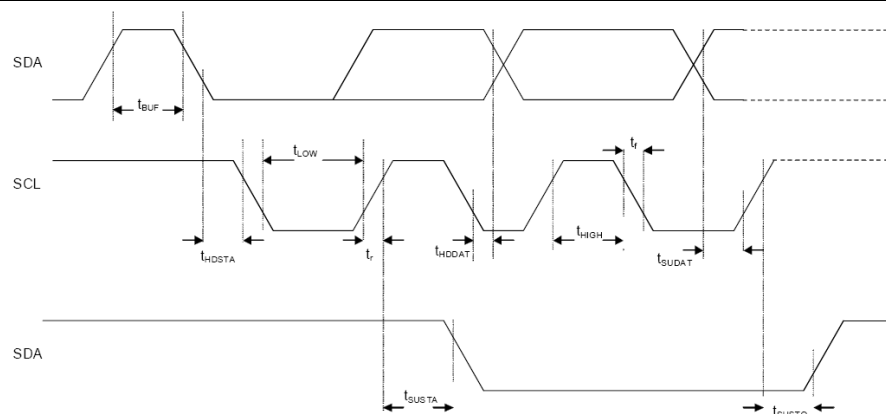 SDA
tBUF
tLOW
tf
SCL
tHDSTA
tr
tHDDAT
tHIGH
tSUDAT
SDA
tSUSTA
tSUSTO